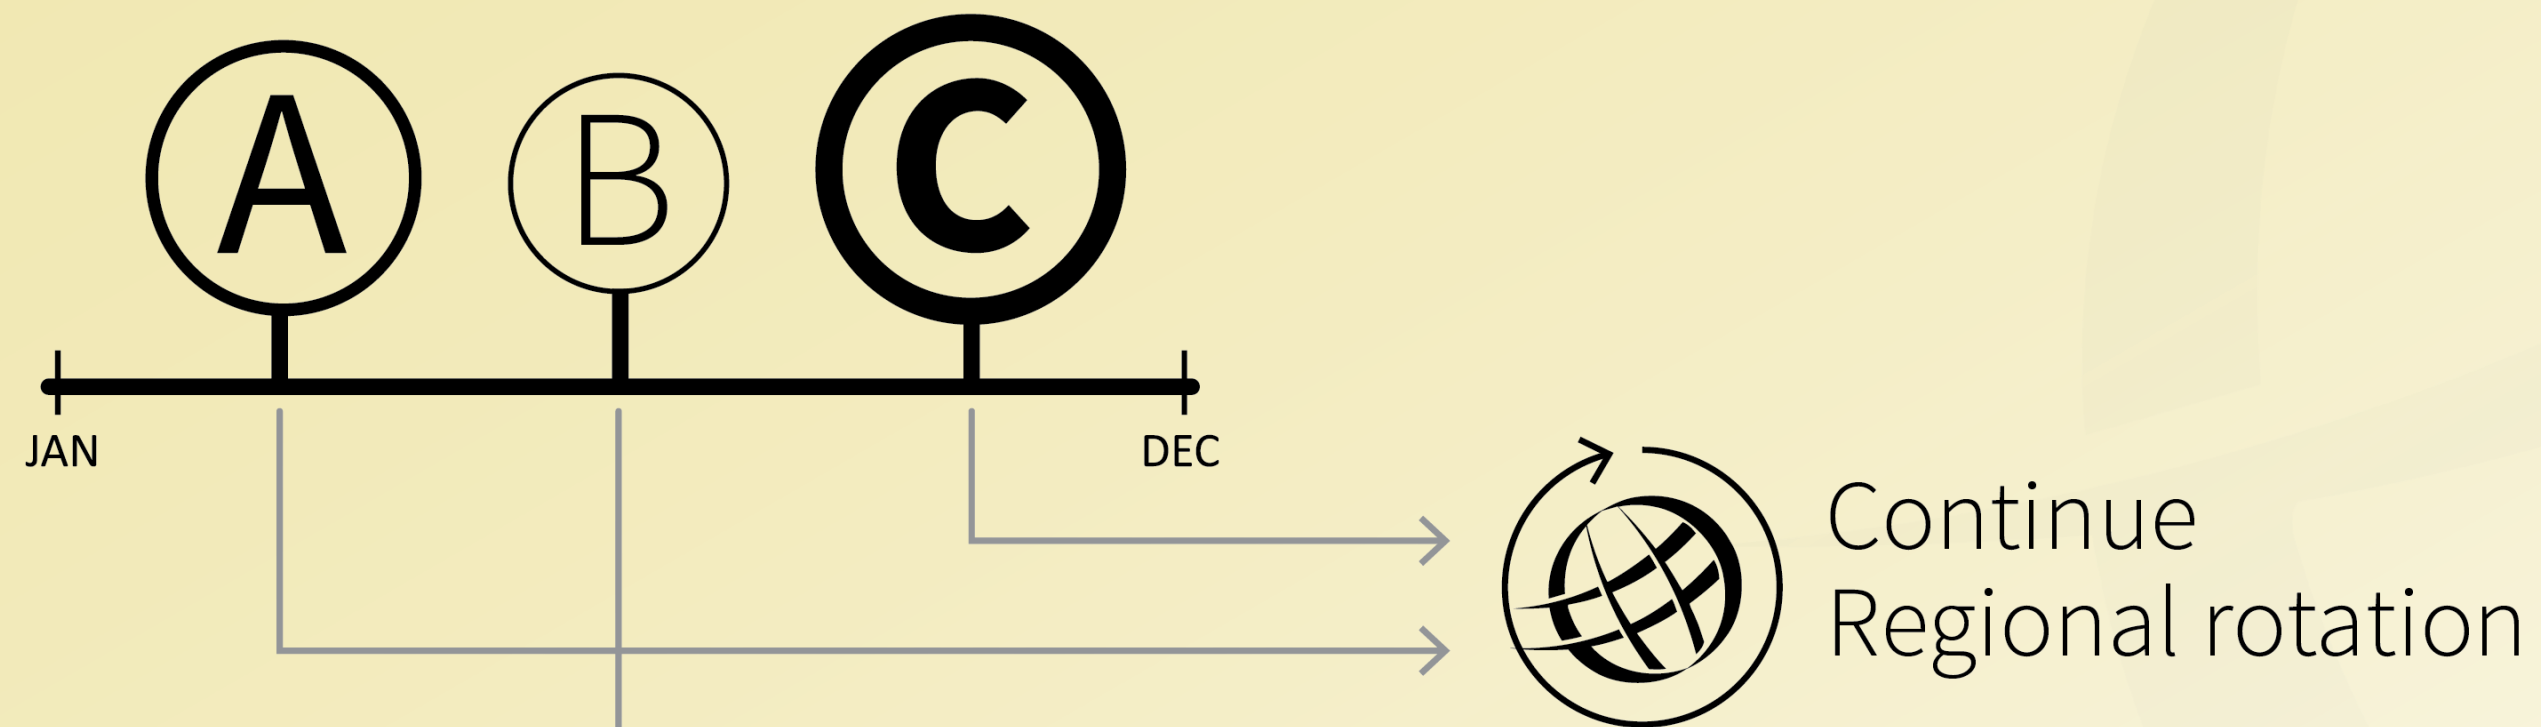 A
B
C
JAN
DEC
Continue
Regional rotation